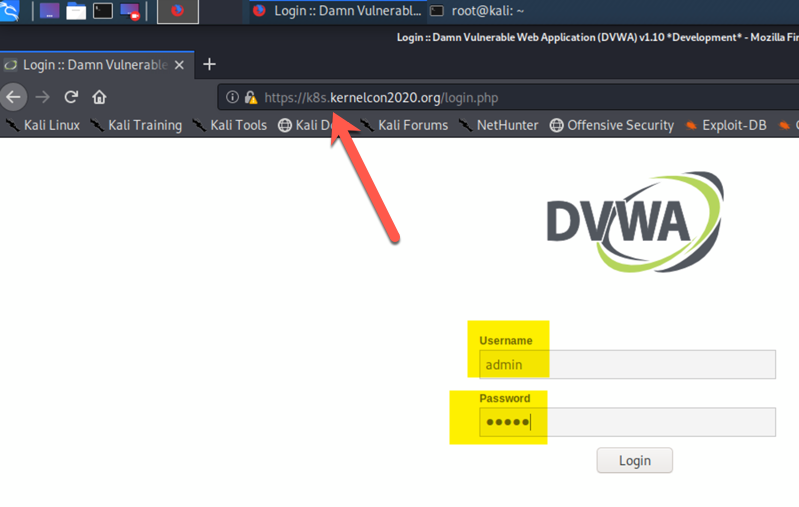 Login :: Damn Vulnerabl... root@kali: ~
Login :: Damn Vulnerable Web Application (DVWA) v1.10 *Development* - Mozilla Fir
Login :: Damn Vulnerable
https://k8s.kernelcon2020.org/login.php
Kali Linux Kali Training Kali Tools Kali Kali Forums NetHunter Offensive Security Exploit-DB
DVWA
Username
admin
Password
•••••
Login